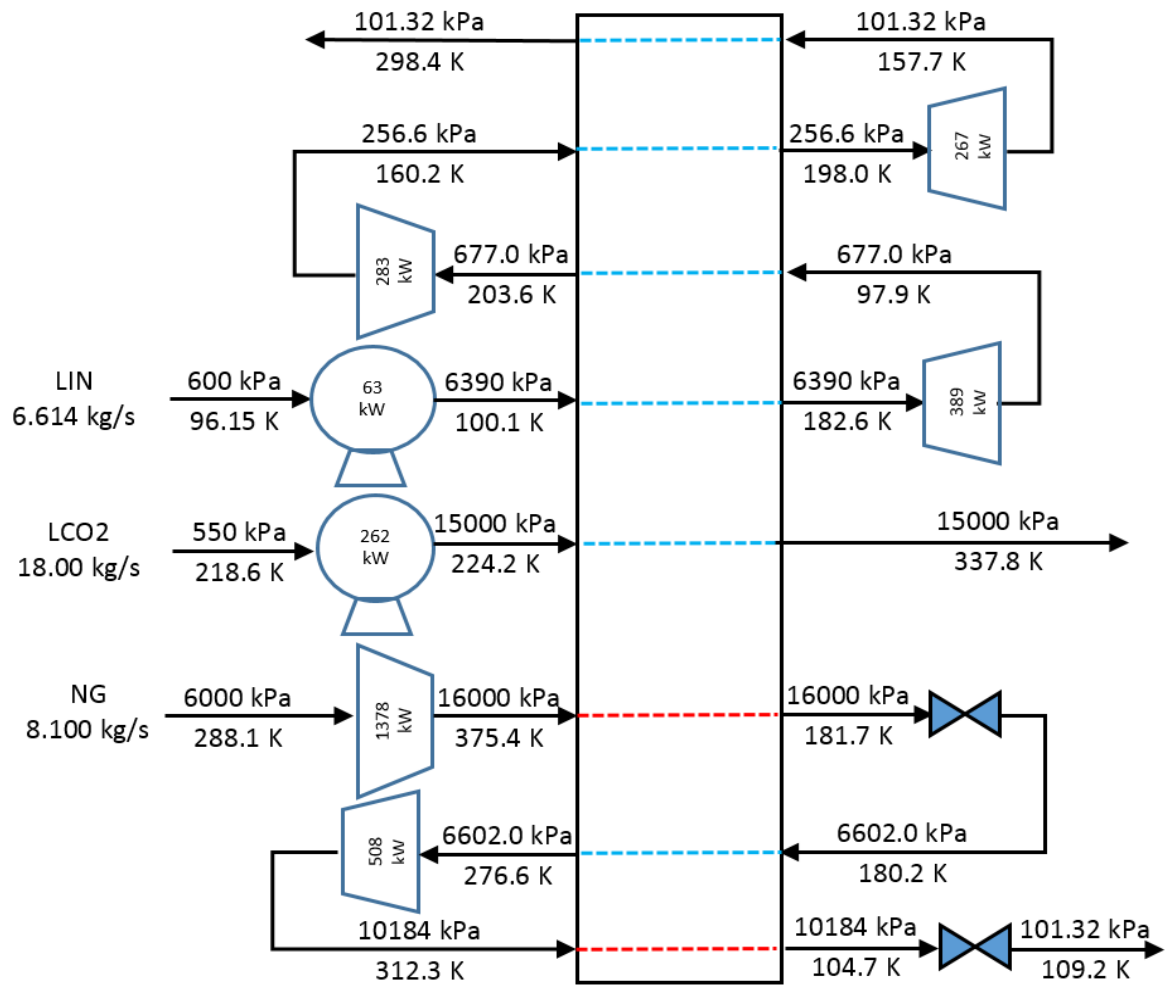 101.32 kPa
298.4 K
101.32 kPa
157.7 K
256.6 kPa
160.2 K
256.6 kPa
198.0 K
267
kW
283
kW
677.0 kPa
203.6 K
677.0 kPa
97.9 K
LIN
6.614 kg/s
600 kPa
96.15 K
63
kW
6390 kPa
100.1 K
6390 kPa
182.6 K
389
kW
LCO2
18.00 kg/s
550 kPa
218.6 K
262
kW
15000 kPa
224.2 K
15000 kPa
337.8 K
NG
8.100 kg/s
6000 kPa
288.1 K
1378
kW
16000 kPa
375.4 K
16000 kPa
181.7 K
508
kW
6602.0 kPa
276.6 K
6602.0 kPa
180.2 K
10184 kPa
312.3 K
10184 kPa
104.7 K
101.32 kPa
109.2 K